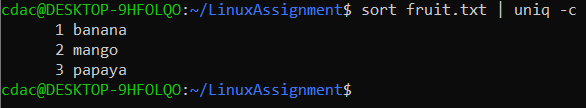 cdac@DESKTOP-9HFOLQO:~/LinuxAssignment$ sort fruit.txt | uniq -c
      1 banana
      2 mango
      3 papaya
cdac@DESKTOP-9HFOLQO:~/LinuxAssignment$